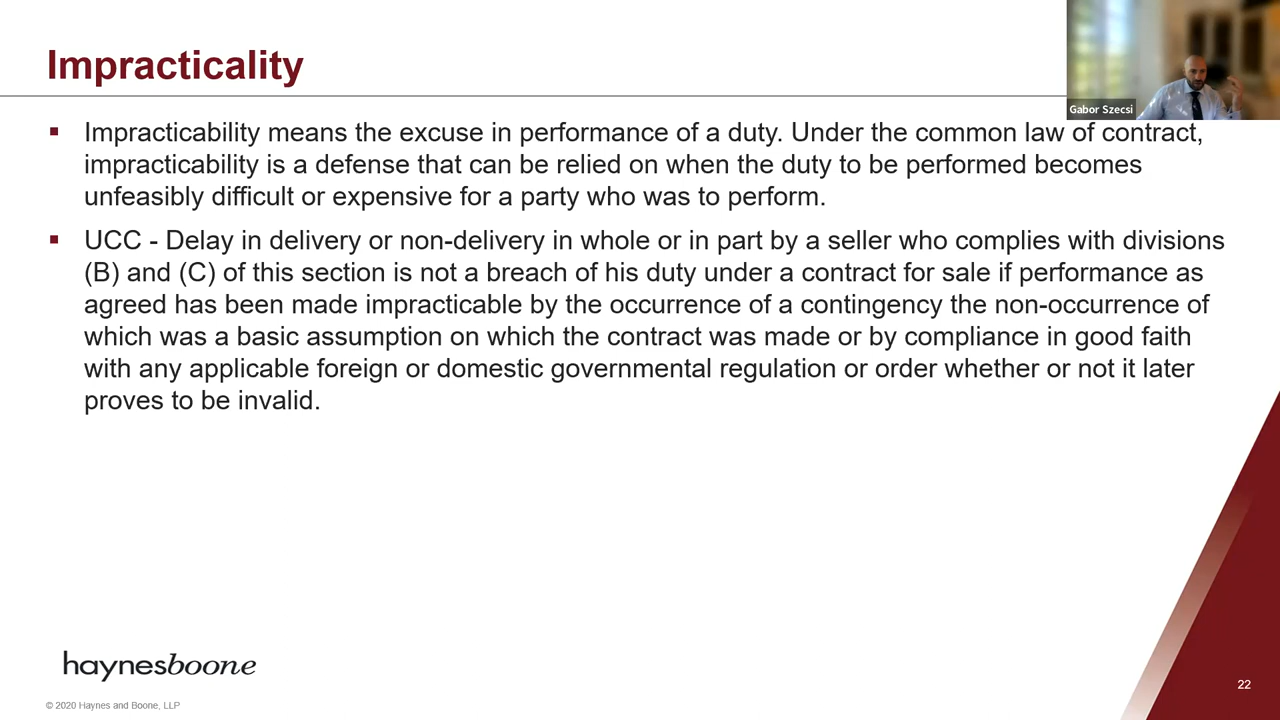 Impracticality
Gabor Szecsi
▪ Impracticability means the excuse in performance of a duty. Under the common law of contract,
impracticability is a defense that can be relied on when the duty to be performed becomes
unfeasibly difficult or expensive for a party who was to perform.
▪ UCC - Delay in delivery or non-delivery in whole or in part by a seller who complies with divisions
(B) and (C) of this section is not a breach of his duty under a contract for sale if performance as
agreed has been made impracticable by the occurrence of a contingency the non-occurrence of
which was a basic assumption on which the contract was made or by compliance in good faith
with any applicable foreign or domestic governmental regulation or order whether or not it later
proves to be invalid.
haynesboone
22
© 2020 Haynes and Boone, LLP